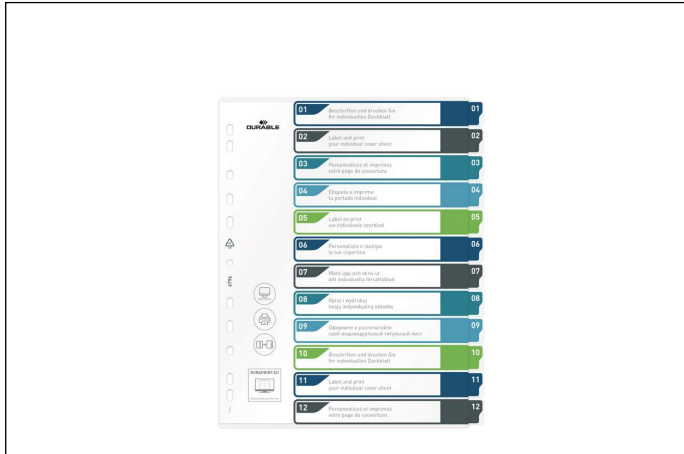 DURABLE
6796
DURAPRINT.EU
01 Beschriften und drucken Sie 01
Ihr individuelles Deckblatt
02 Label and print 02
your individual cover sheet
03 Personnalisez et imprimez 03
votre page de couverture
04 Etiqueta e imprime 04
la portada individual
05 Label en print 05
uw individuele voorblad
06 Personalizza e stampa 06
le tue copertine
07 Märk upp och skriv ut 07
ditt individuella försättsblad
08 Opisz i wydrukuj 08
twoją indywidualną okładkę
09 Оформите и распечатайте 09
свой индивидуальный титульный лист
10 Beschriften und drucken Sie 10
Ihr individuelles Deckblatt
11 Label and print 11
your individual cover sheet
12 Personnalisez et imprimez 12
votre page de couverture